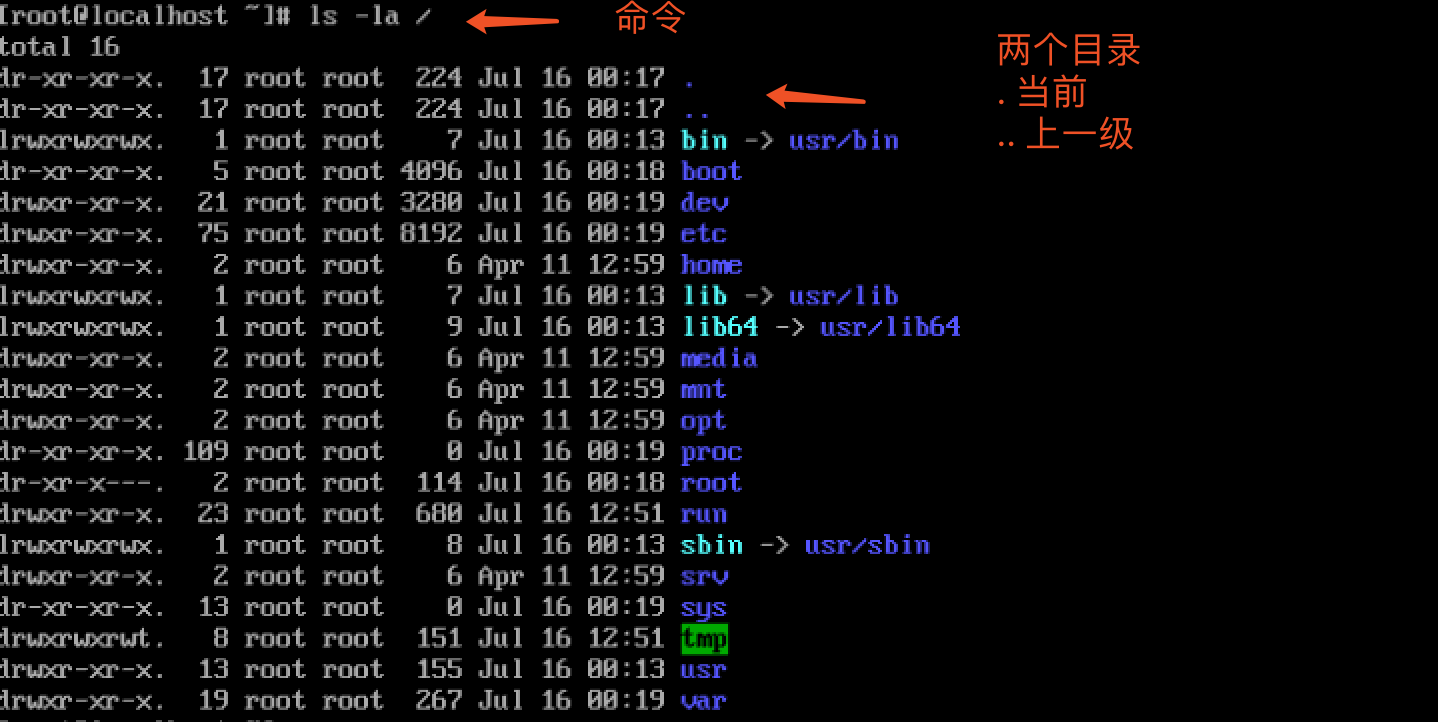 [root@localhost ~]# ls -la /
命令
total 16
两个目录
. 当前
.. 上一级
dr-xr-xr-x. 17 root root 224 Jul 16 00:17 .
dr-xr-xr-x. 17 root root 224 Jul 16 00:17 ..
lrwxrwxrwx. 1 root root 7 Jul 16 00:13 bin -> usr/bin
dr-xr-xr-x. 5 root root 4096 Jul 16 00:18 boot
drwxr-xr-x. 21 root root 3280 Jul 16 00:19 dev
drwxr-xr-x. 75 root root 8192 Jul 16 00:19 etc
drwxr-xr-x. 2 root root 6 Apr 11 12:59 home
lrwxrwxrwx. 1 root root 7 Jul 16 00:13 lib -> usr/lib
lrwxrwxrwx. 1 root root 9 Jul 16 00:13 lib64 -> usr/lib64
drwxr-xr-x. 2 root root 6 Apr 11 12:59 media
drwxr-xr-x. 2 root root 6 Apr 11 12:59 mnt
drwxr-xr-x. 2 root root 6 Apr 11 12:59 opt
dr-xr-xr-x. 109 root root 0 Jul 16 00:19 proc
dr-xr-x---. 2 root root 114 Jul 16 00:18 root
drwxr-xr-x. 23 root root 680 Jul 16 12:51 run
lrwxrwxrwx. 1 root root 8 Jul 16 00:13 sbin -> usr/sbin
drwxr-xr-x. 2 root root 6 Apr 11 12:59 srv
dr-xr-xr-x. 13 root root 0 Jul 16 00:19 sys
drwxrwxrwt. 8 root root 151 Jul 16 12:51 tmp
drwxr-xr-x. 13 root root 155 Jul 16 00:13 usr
drwxr-xr-x. 19 root root 267 Jul 16 00:19 var